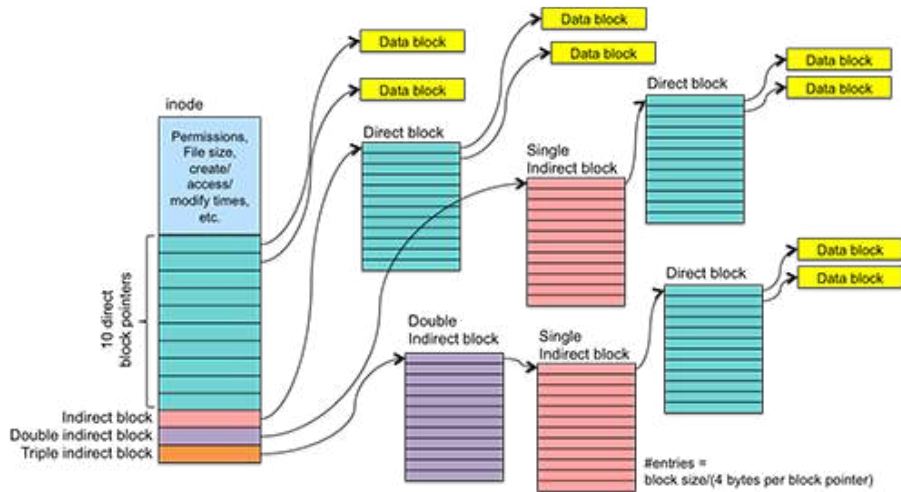 Data block
Data block
Data block
Data block
Data block
Data block
inode
Direct block
Direct block
Permissions,
File size,
create/
access/
modify times,
etc.
Single
Indirect block
10 direct
block pointers
Direct block
Data block
Data block
Double
Indirect block
Single
Indirect block
Indirect block
Double indirect block
Triple indirect block
#entries =
block size/(4 bytes per block pointer)